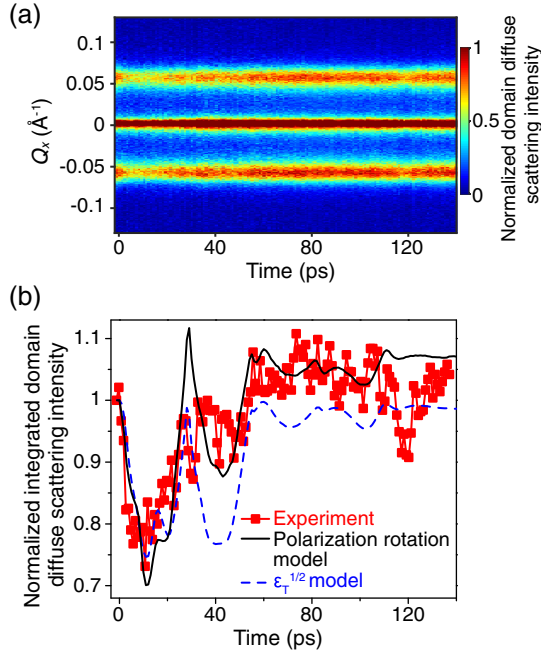 (a)
0.13
0.05
0
-0.05
-0.13
Qx (Å-1)
0
40
80
120
Time (ps)
1
0.5
0
Normalized domain diffuse
scattering intensity
(b)
1.1
1
0.9
0.8
0.7
Normalized integrated domain
diffuse scattering intensity
Experiment
Polarization rotation
model
εT1/2 model
0
40
80
120
Time (ps)